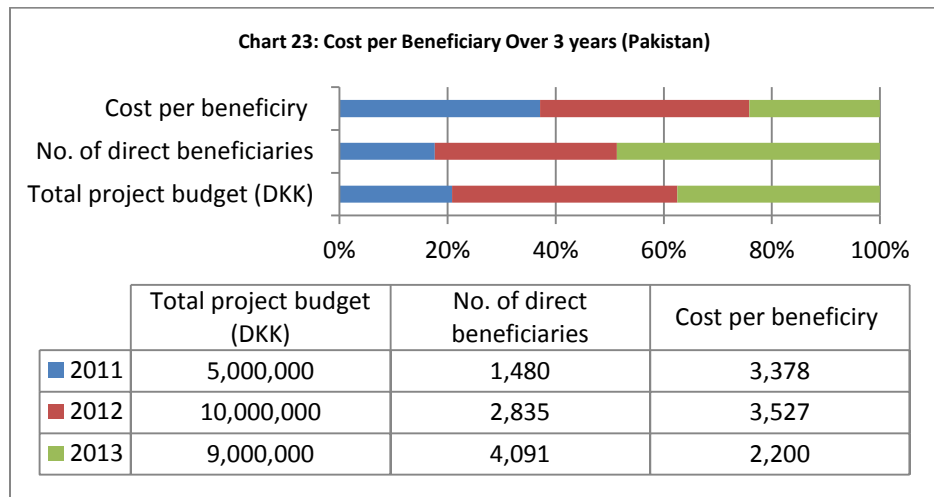 Chart 23: Cost per Beneficiary Over 3 years (Pakistan)
Cost per beneficiry
No. of direct beneficiaries
Total project budget (DKK)
0% 20% 40% 60% 80% 100%
Total project budget (DKK) No. of direct beneficiaries Cost per beneficiry
2011 5,000,000 1,480 3,378
2012 10,000,000 2,835 3,527
2013 9,000,000 4,091 2,200